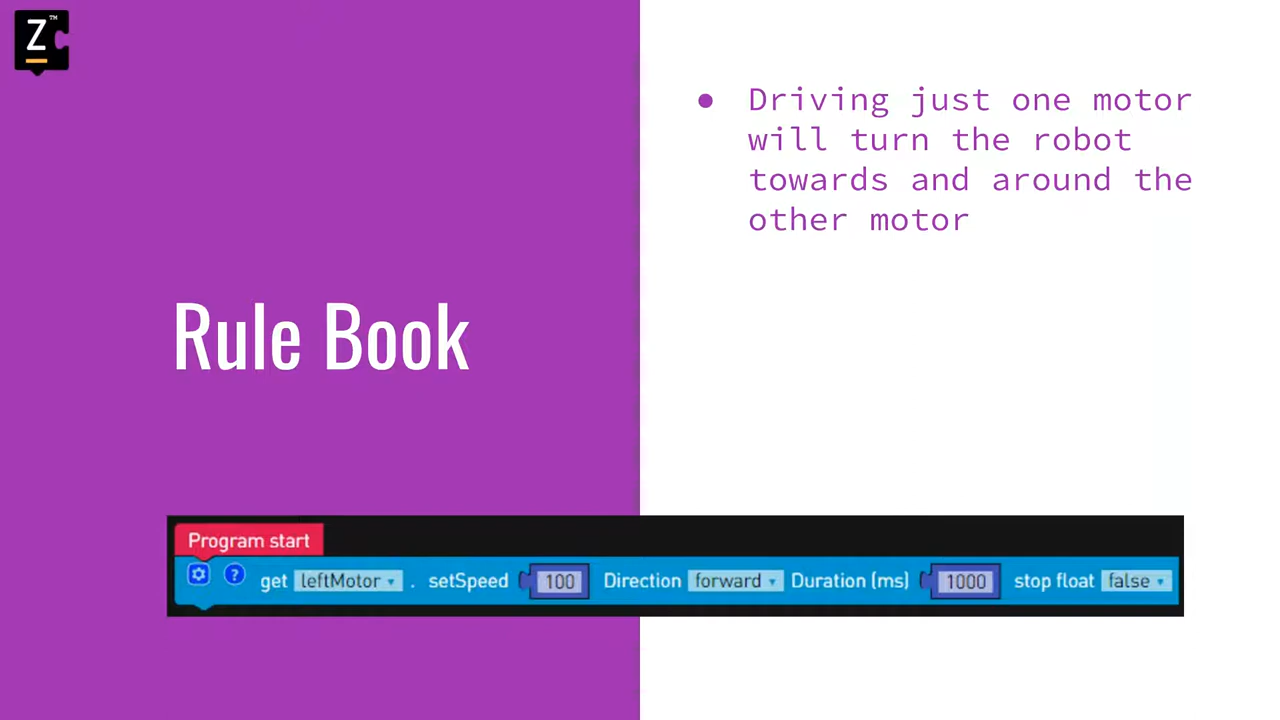 Z™
● Driving just one motor
will turn the robot
towards and around the
other motor
Rule Book
Program start
? get leftMotor ▾ . setSpeed 100 Direction forward ▾ Duration (ms) 1000 stop float false ▾